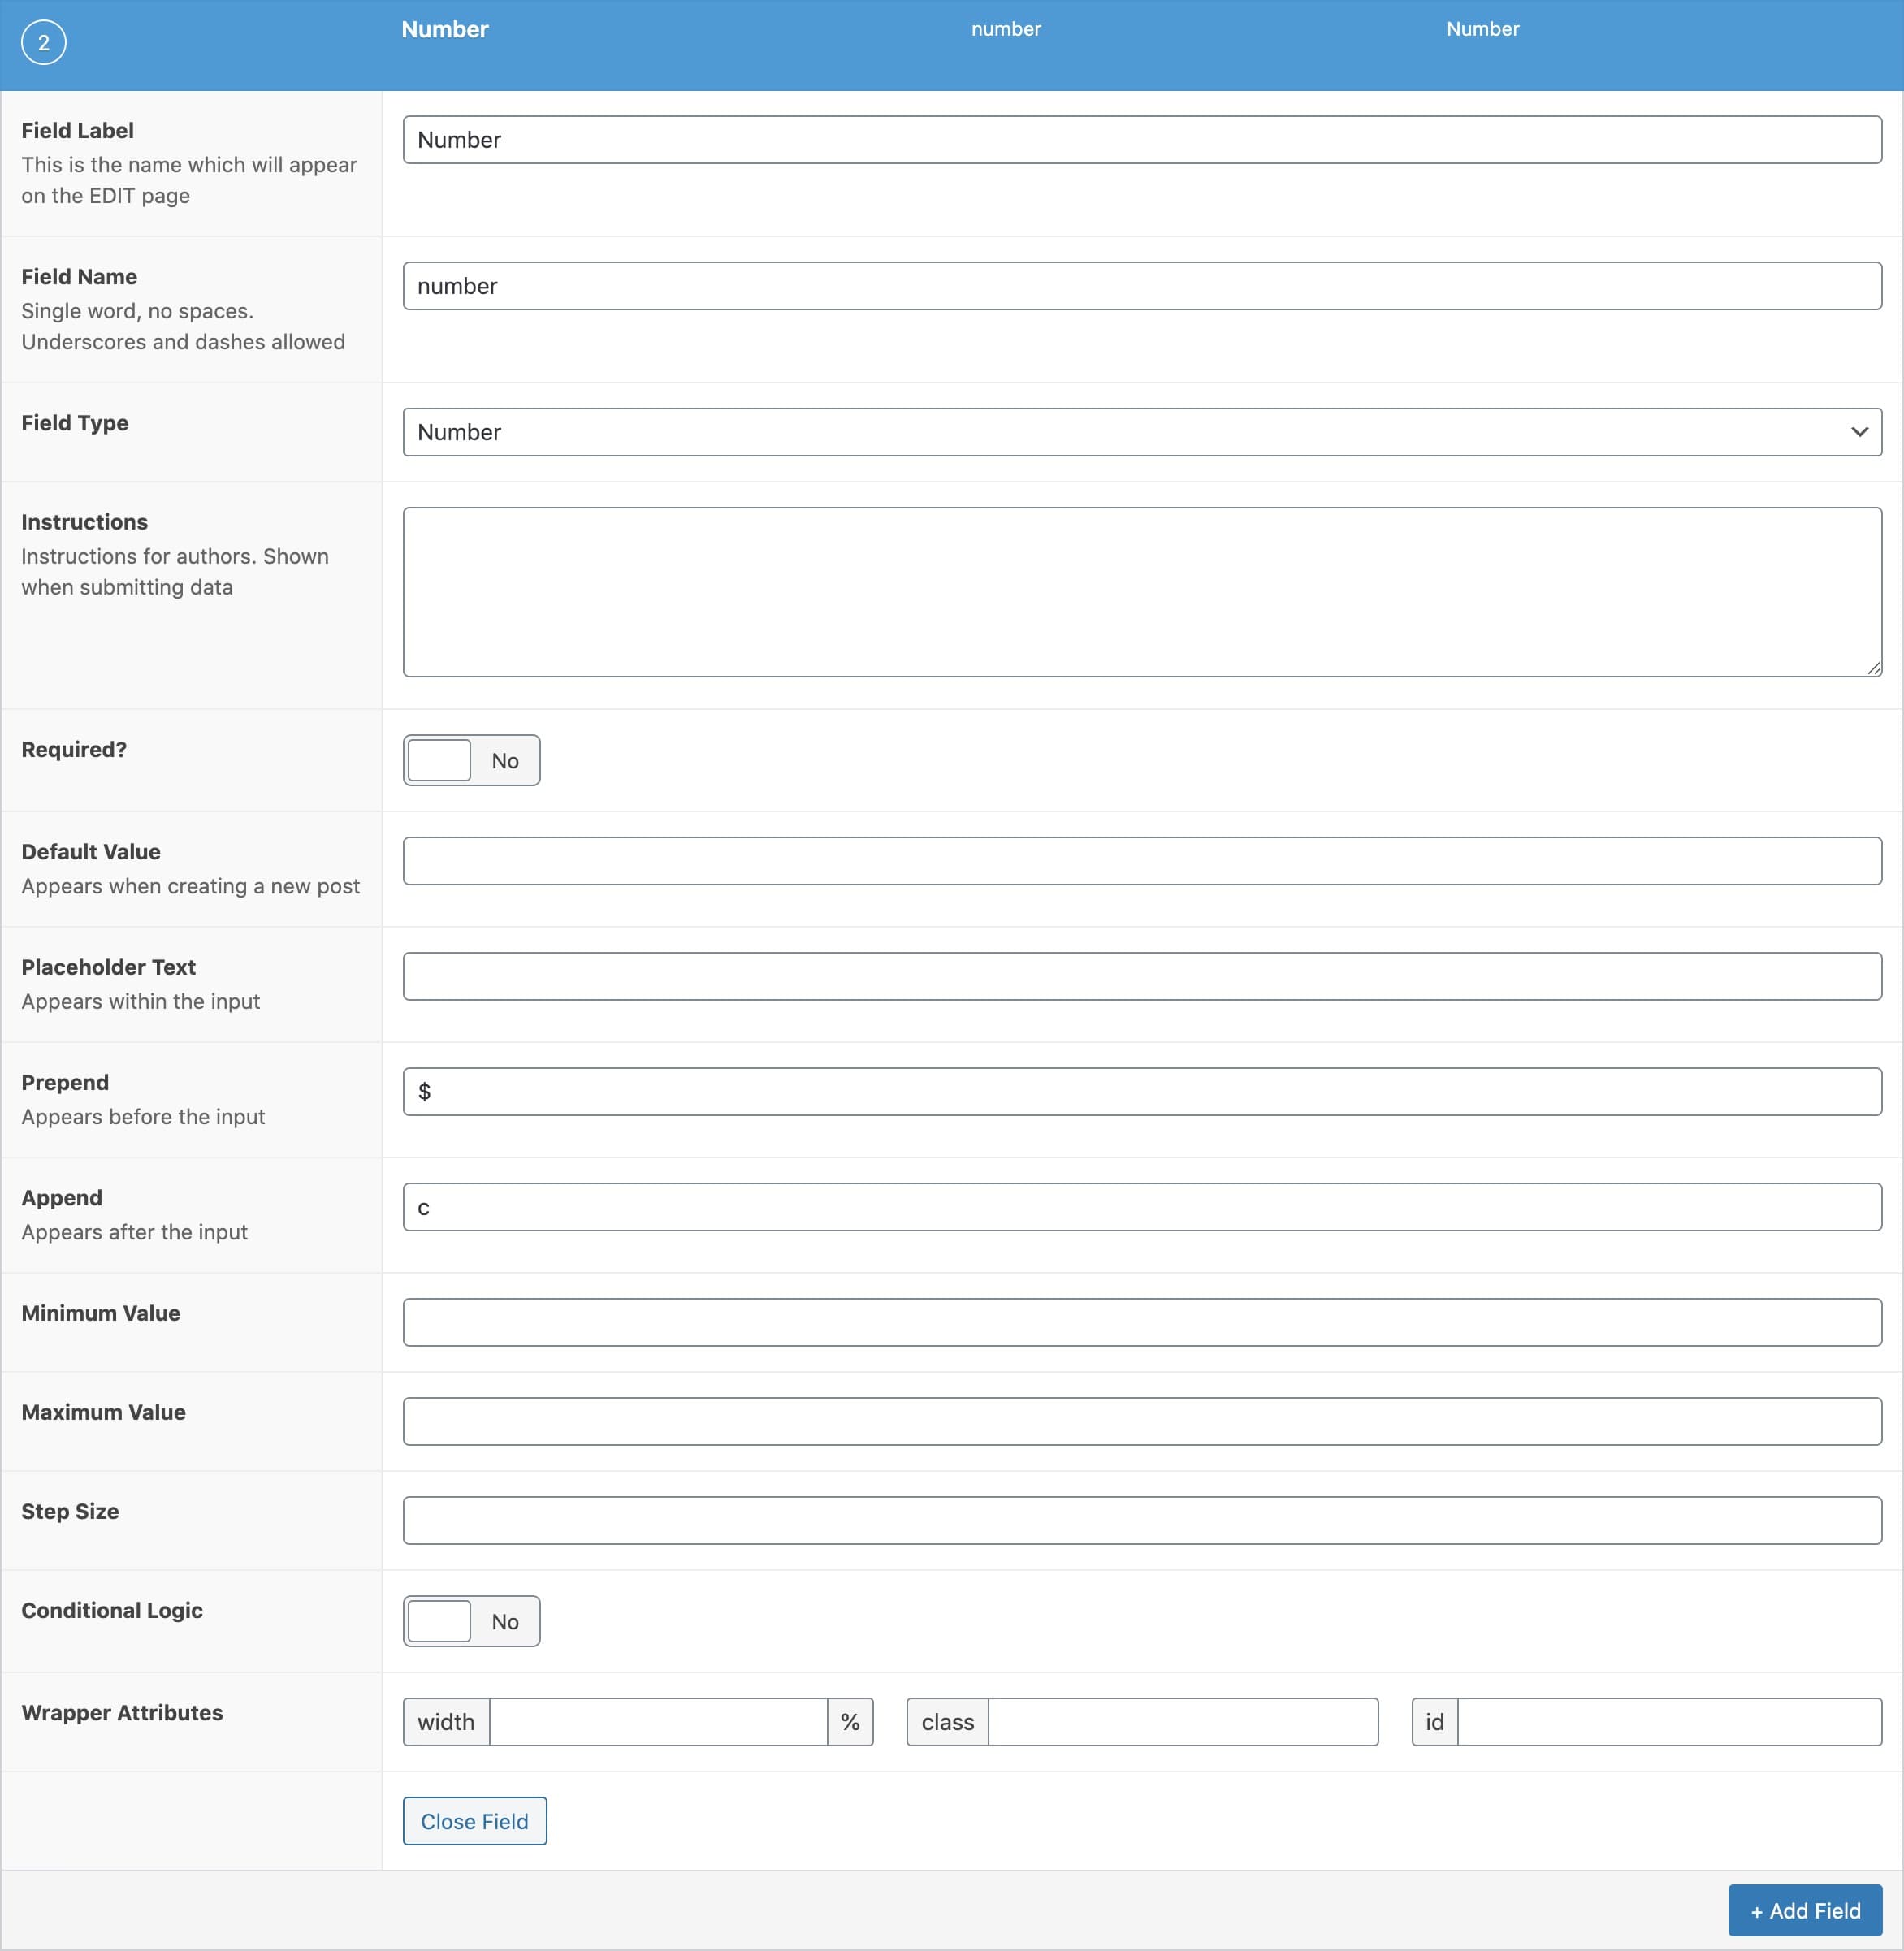 2 Number number Number
Field Label
This is the name which will appear
on the EDIT page
Number
Field Name
Single word, no spaces.
Underscores and dashes allowed
number
Field Type
Number
Instructions
Instructions for authors. Shown
when submitting data
Required?
No
Default Value
Appears when creating a new post
Placeholder Text
Appears within the input
Prepend
Appears before the input
$
Append
Appears after the input
c
Minimum Value
Maximum Value
Step Size
Conditional Logic
No
Wrapper Attributes
width % class id
Close Field
+ Add Field